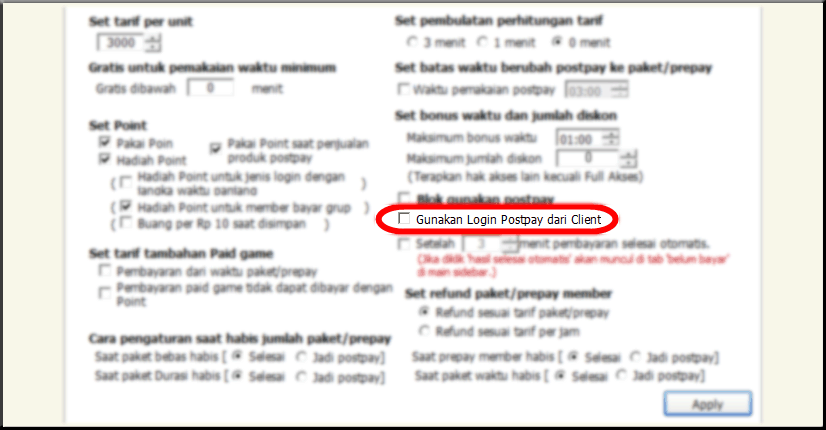 Set tarif per unit
3000
Gratis untuk pemakaian waktu minimum
Gratis dibawah 0 menit
Set Point
Pakai Poin
Hadiah Point
Pakai Point saat penjualan
produk postpay
( Hadiah Point untuk jenis login dengan
jangka waktu panjang )
( Hadiah Point untuk member bayar grup )
( Buang per Rp 10 saat disimpan )
Set tarif tambahan Paid game
Pembayaran dari waktu paket/prepay
Pembayaran paid game tidak dapat dibayar dengan
Point
Cara pengaturan saat habis jumlah paket/prepay
Saat paket bebas habis [ Selesai Jadi postpay]
Saat paket Durasi habis [ Selesai Jadi postpay]
Set pembulatan perhitungan tarif
3 menit 1 menit 0 menit
Set batas waktu berubah postpay ke paket/prepay
Waktu pemakaian postpay 03:00
Set bonus waktu dan jumlah diskon
Maksimum bonus waktu 01:00
Maksimum jumlah diskon 0
(Terapkan hak akses lain kecuali Full Akses)
Blok gunakan postpay
Gunakan Login Postpay dari Client
Setelah 3 menit pembayaran selesai otomatis.
(Jika diklik 'hasil selesai otomatis' akan muncul di tab 'belum bayar'
di main sidebar.)
Set refund paket/prepay member
Refund sesuai tarif paket/prepay
Refund sesuai tarif per jam
Saat prepay member habis [ Selesai Jadi postpay]
Saat paket waktu habis [ Selesai Jadi postpay]
Apply